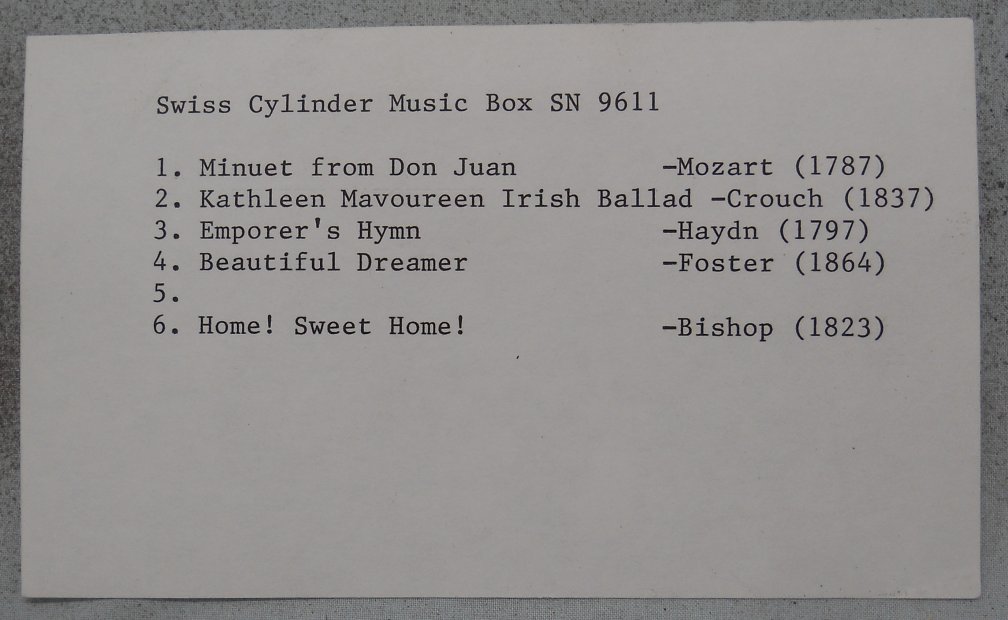 Swiss Cylinder Music Box SN 9611
1. Minuet from Don Juan -Mozart (1787)
2. Kathleen Mavoureen Irish Ballad -Crouch (1837)
3. Emporer's Hymn -Haydn (1797)
4. Beautiful Dreamer -Foster (1864)
5.
6. Home! Sweet Home! -Bishop (1823)